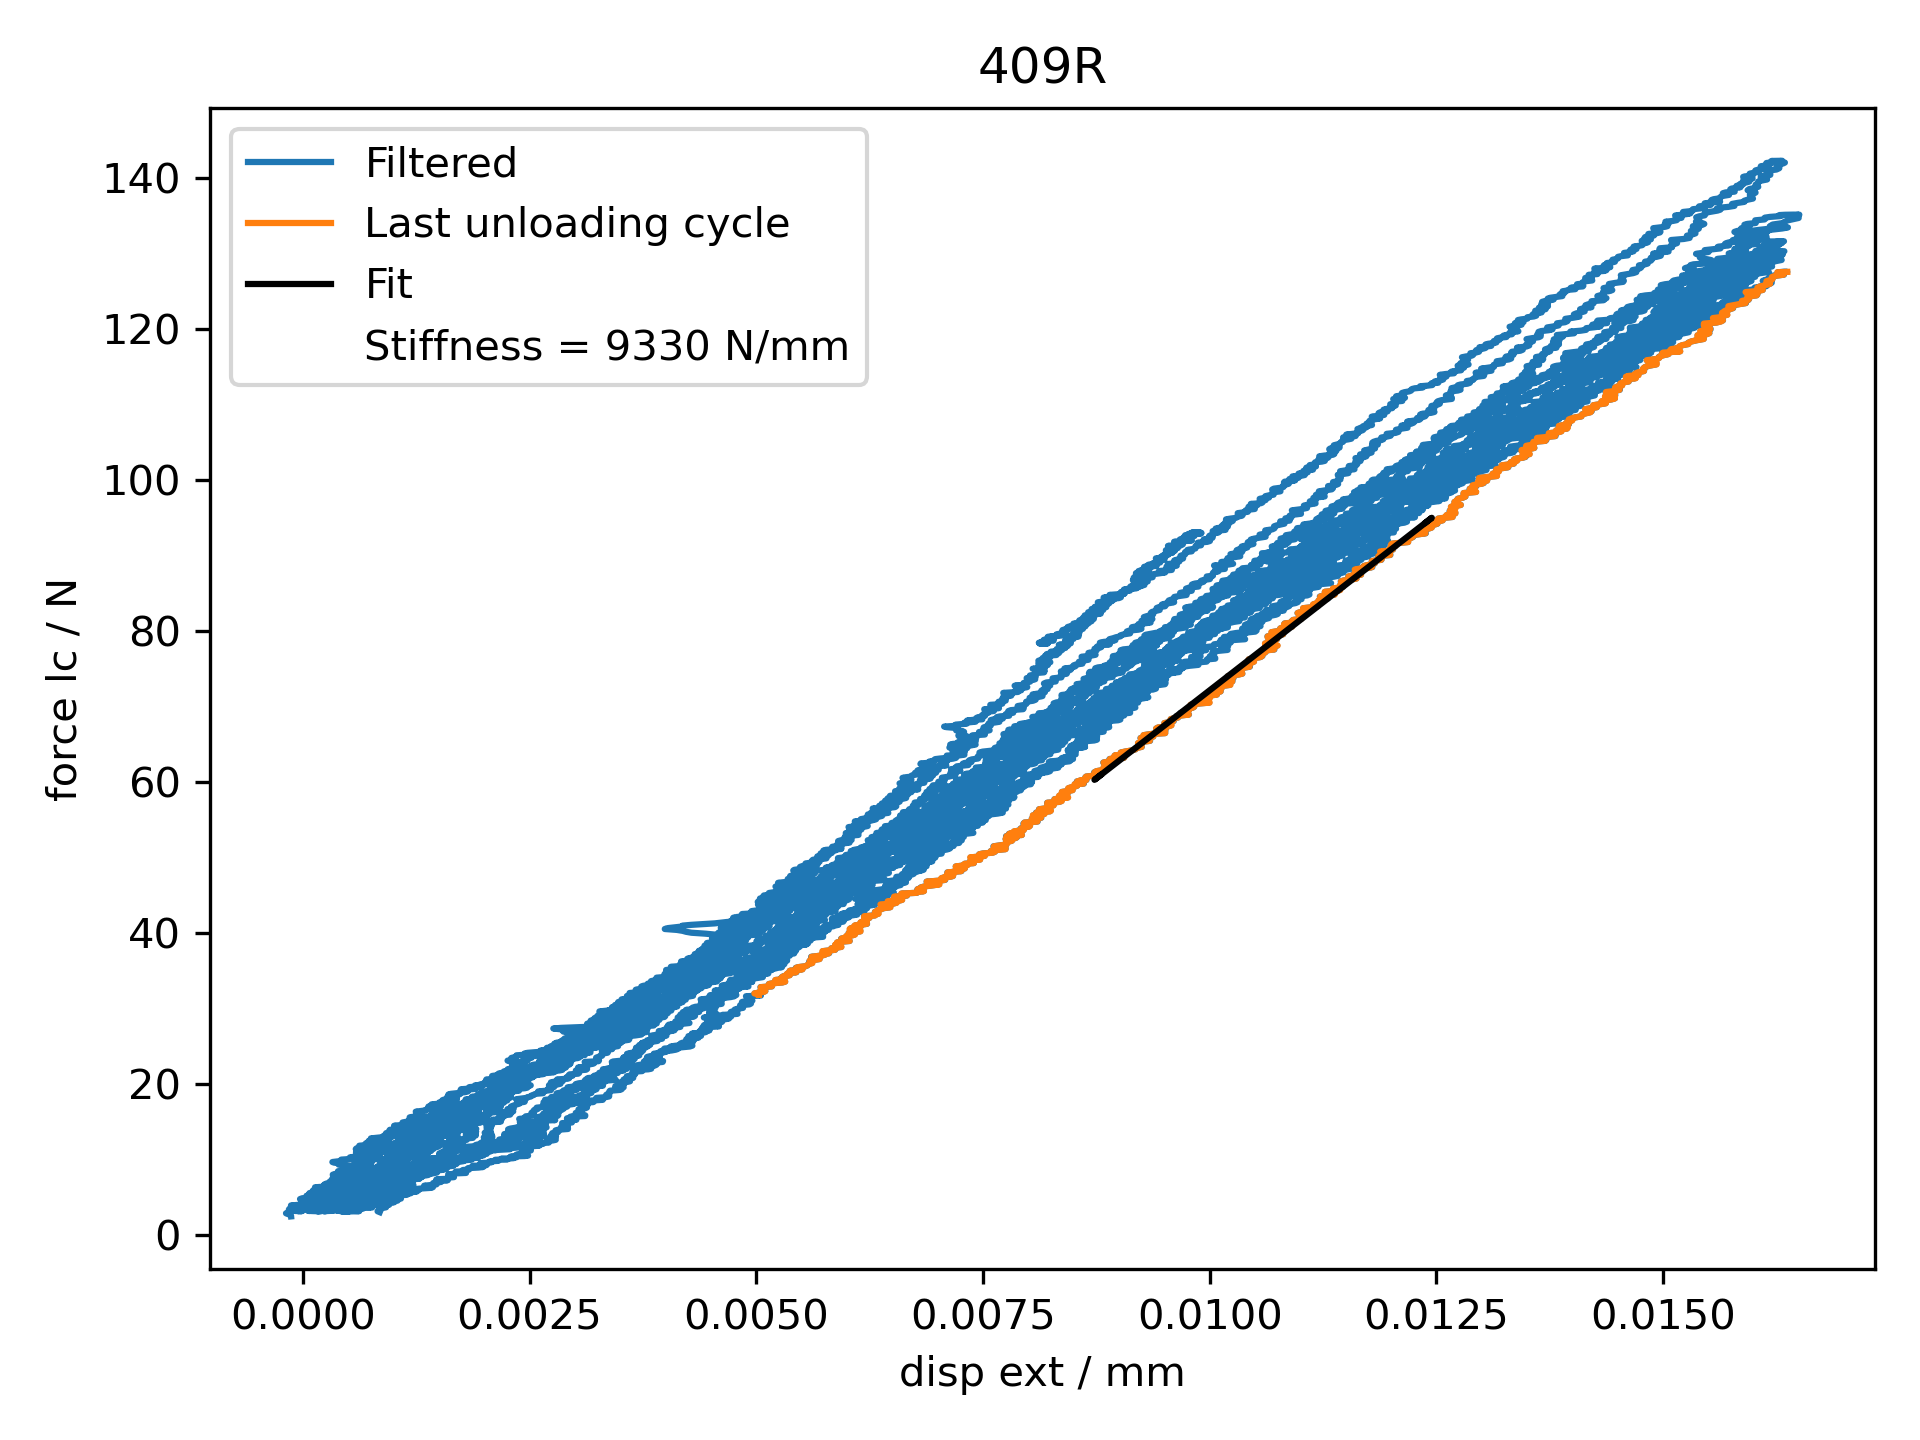 409R
Filtered
Last unloading cycle
Fit
Stiffness = 9330 N/mm
140
120
100
80
60
40
20
0
force lc / N
0.0000 0.0025 0.0050 0.0075 0.0100 0.0125 0.0150
disp ext / mm